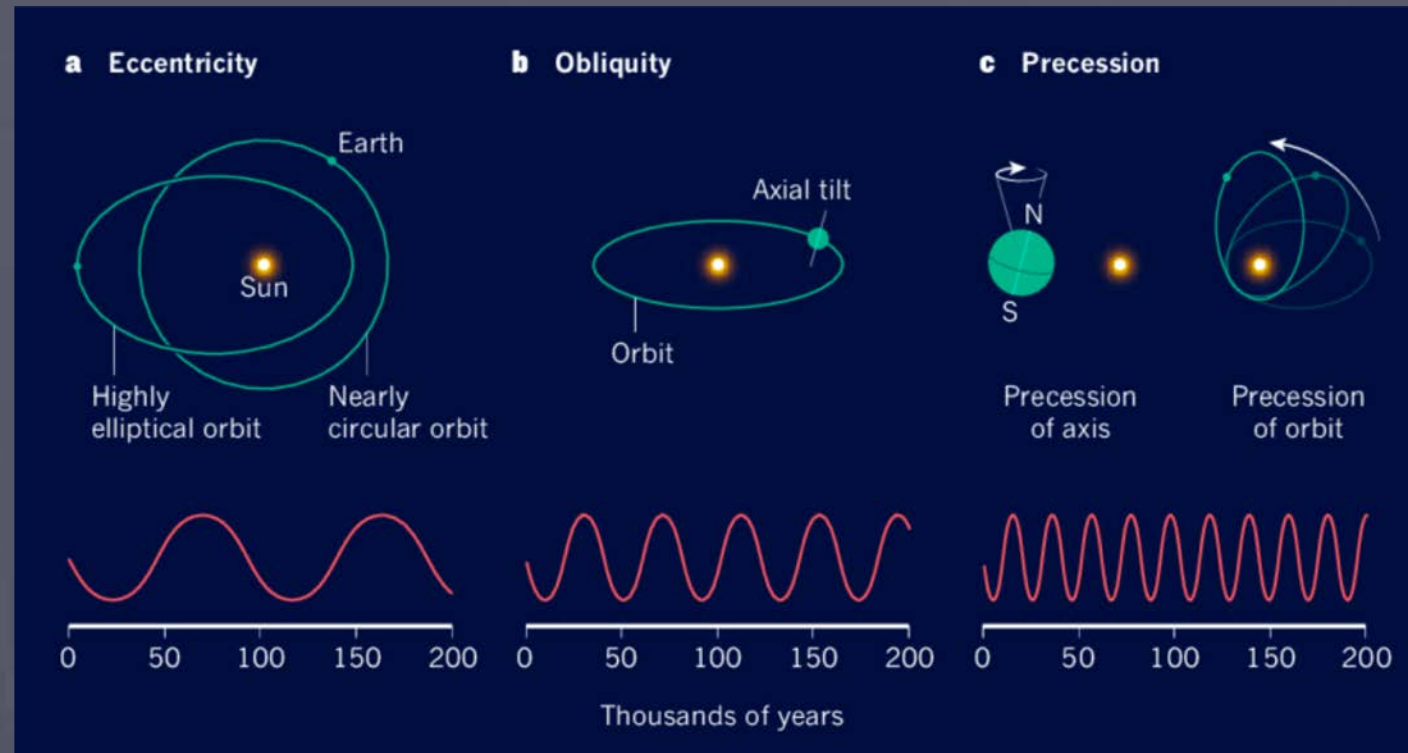 a Eccentricity
Earth
Sun
Highly
elliptical orbit
Nearly
circular orbit
0 50 100 150 200
b Obliquity
Axial tilt
Orbit
0 50 100 150 200
c Precession
N
S
Precession
of axis
Precession
of orbit
0 50 100 150 200
Thousands of years